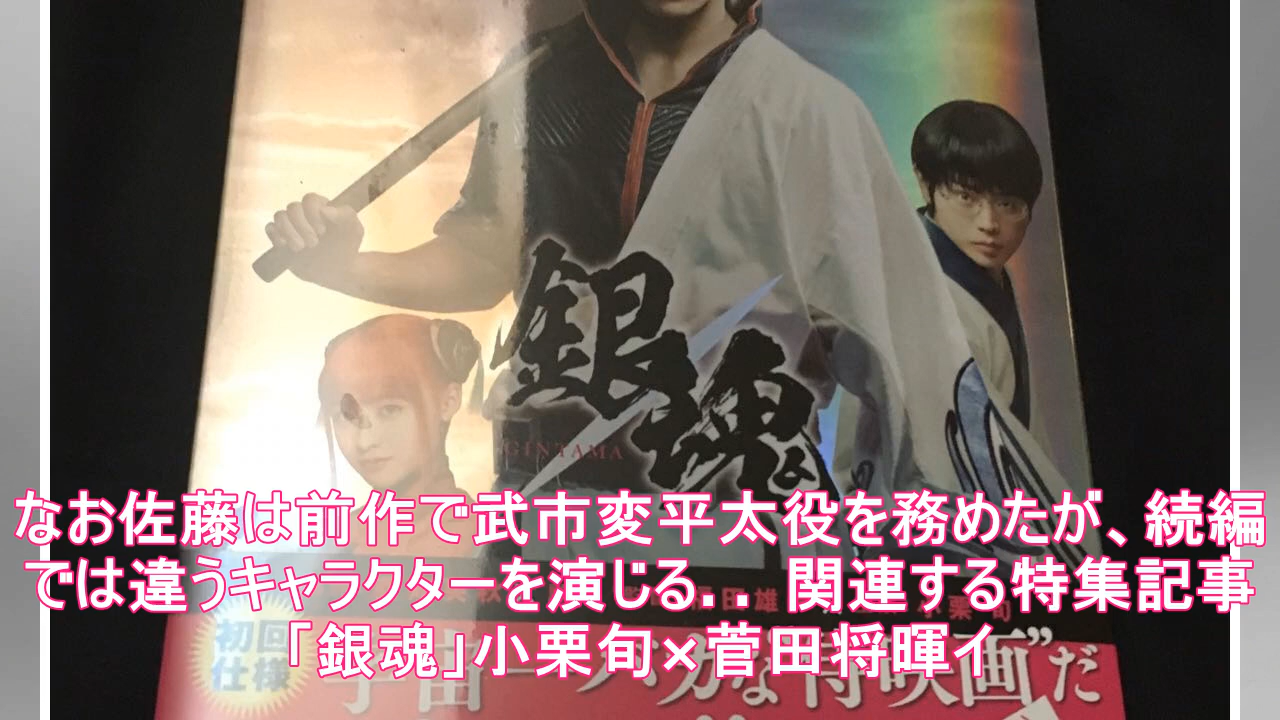 銀魂
GINTAMA
なお佐藤は前作で武市変平太役を務めたが、続編
では違うキャラクターを演じる．． 関連する特集記事
「銀魂」小栗旬×菅田将暉イ
初回
仕様